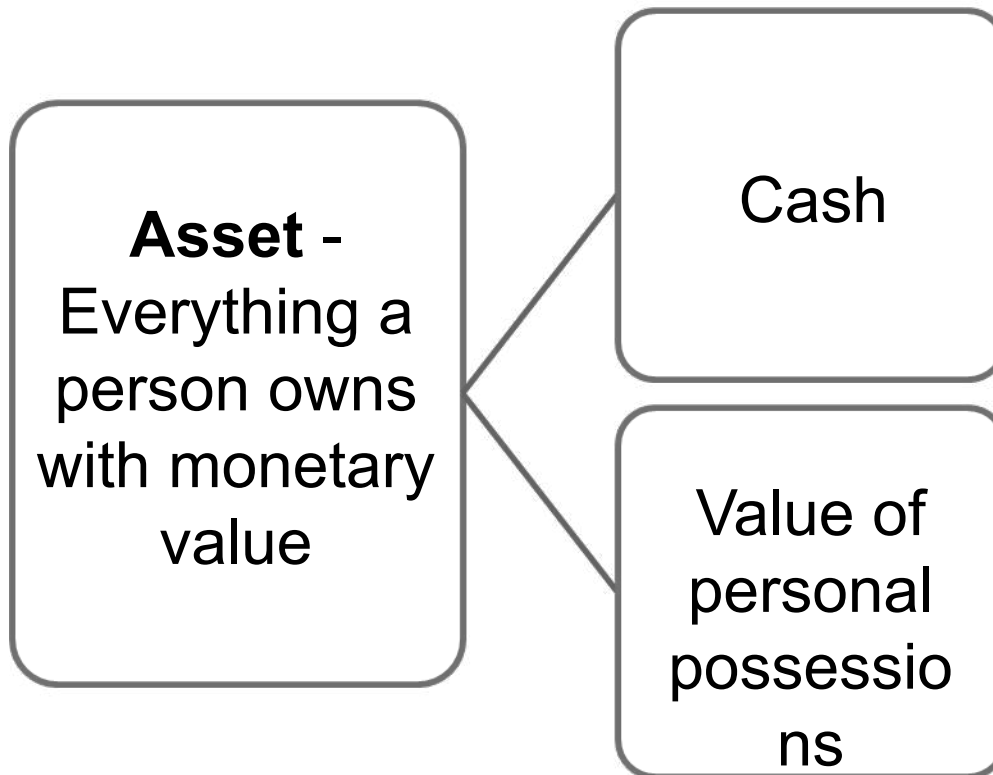 Asset -
Everything a
person owns
with monetary
value
Cash
Value of
personal
possessio
ns